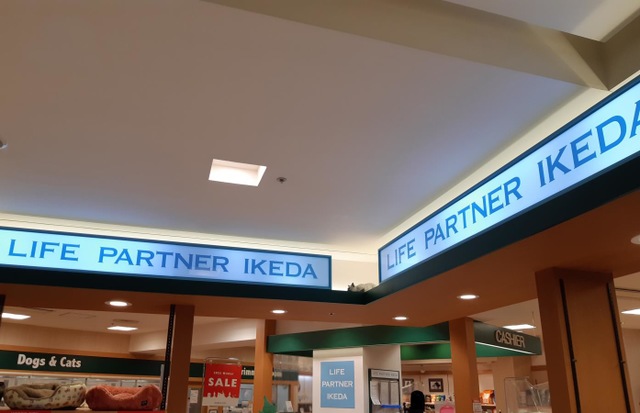 LIFE PARTNER IKEDA
LIFE PARTNER IKEDA
CASHIER
Dogs & Cats
SALE
LIFE
PARTNER
IKEDA